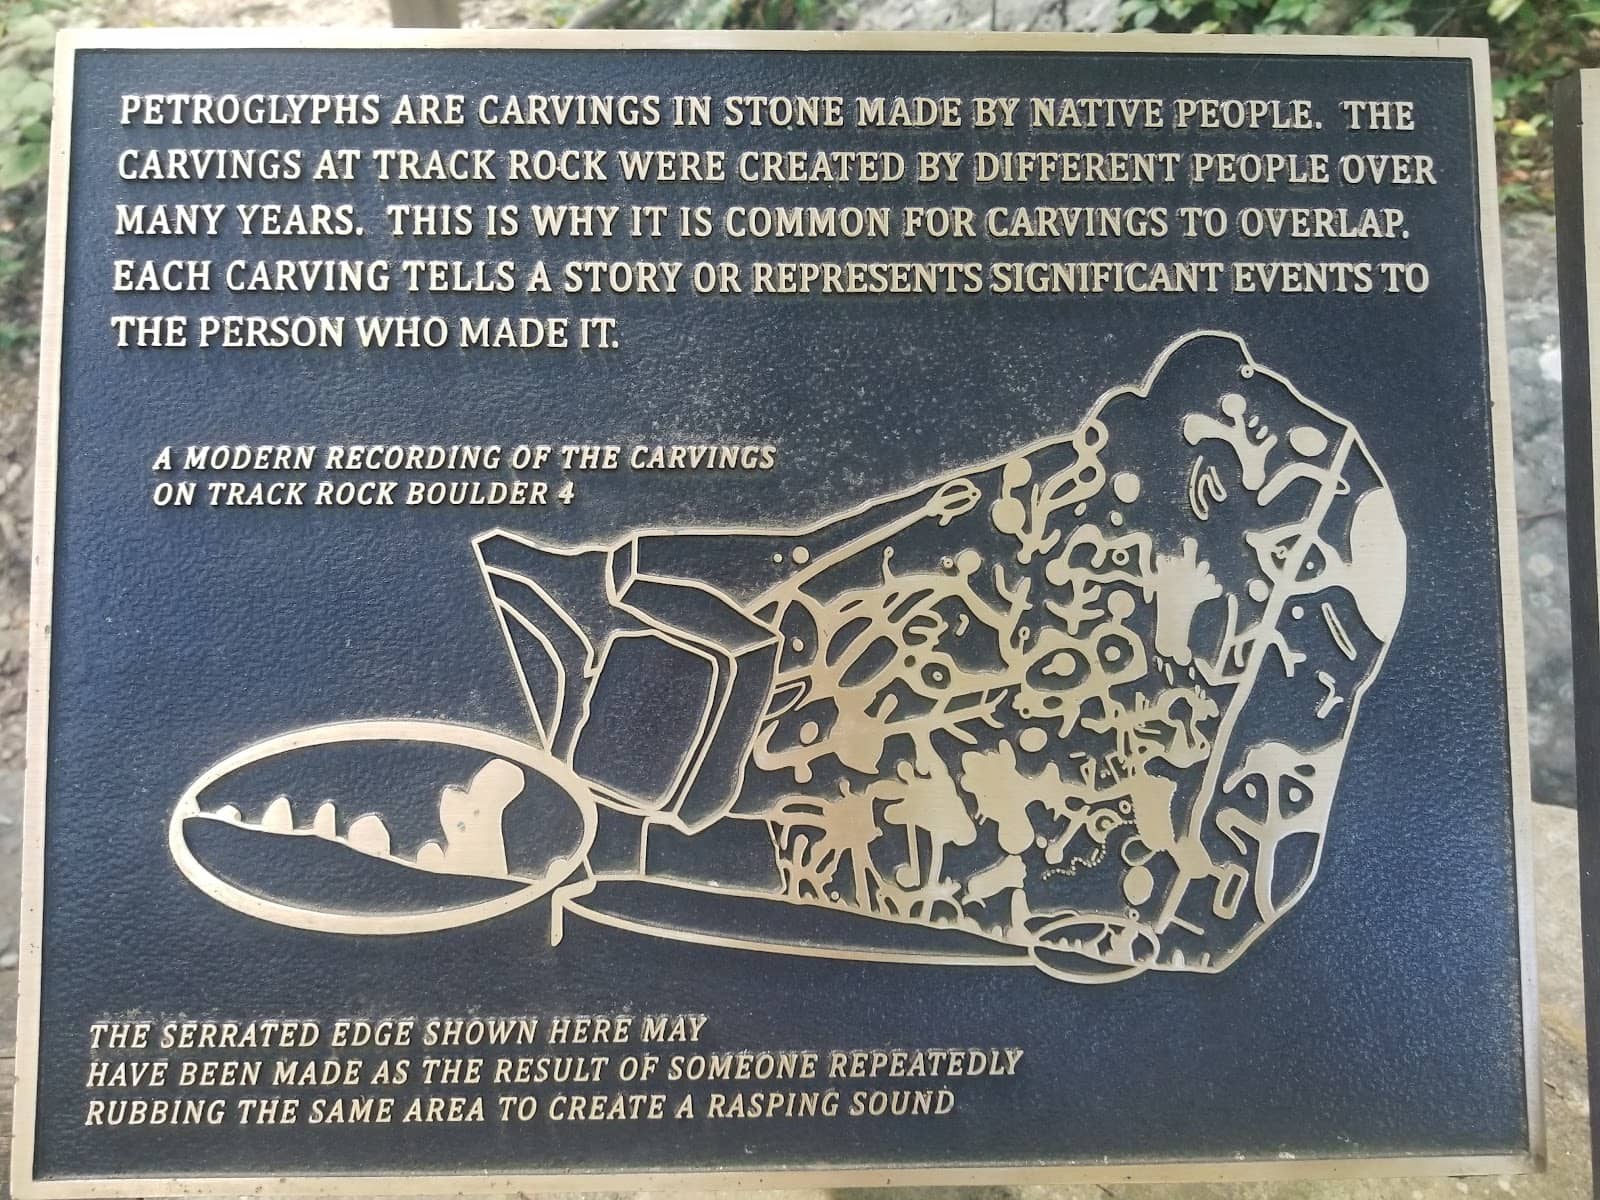 PETROGLYPHS ARE CARVINGS IN STONE MADE BY NATIVE PEOPLE. THE
CARVINGS AT TRACK ROCK WERE CREATED BY DIFFERENT PEOPLE OVER
MANY YEARS. THIS IS WHY IT IS COMMON FOR CARVINGS TO OVERLAP.
EACH CARVING TELLS A STORY OR REPRESENTS SIGNIFICANT EVENTS TO
THE PERSON WHO MADE IT.
A MODERN RECORDING OF THE CARVINGS
ON TRACK ROCK BOULDER 4
THE SERRATED EDGE SHOWN HERE MAY
HAVE BEEN MADE AS THE RESULT OF SOMEONE REPEATEDLY
RUBBING THE SAME AREA TO CREATE A RASPING SOUND